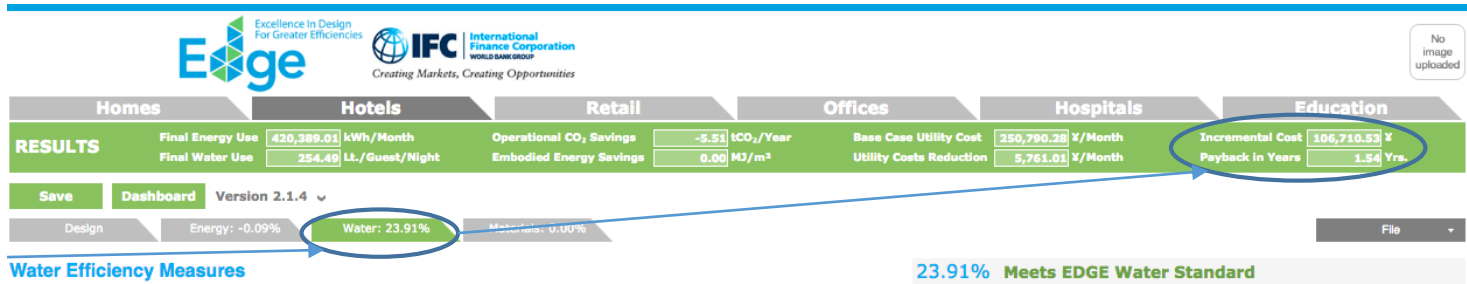 Edge
Excellence In Design
For Greater Efficiencies
IFC
International
Finance Corporation
WORLD BANK GROUP
Creating Markets, Creating Opportunities
No
image
uploaded
Homes Hotels Retail Offices Hospitals Education
RESULTS
Final Energy Use 420,389.01 kWh/Month Operational CO₂ Savings -5.51 tCO₂/Year Base Case Utility Cost 250,790.28 ¥/Month Incremental Cost 106,710.53 ¥
Final Water Use 254.49 Lt./Guest/Night Embodied Energy Savings 0.00 MJ/m² Utility Costs Reduction 5,761.01 ¥/Month Payback in Years 1.54 Yrs.
Save Dashboard Version 2.1.4
Design Energy: -0.09% Water: 23.91% Materials: 0.00% File
Water Efficiency Measures 23.91% Meets EDGE Water Standard